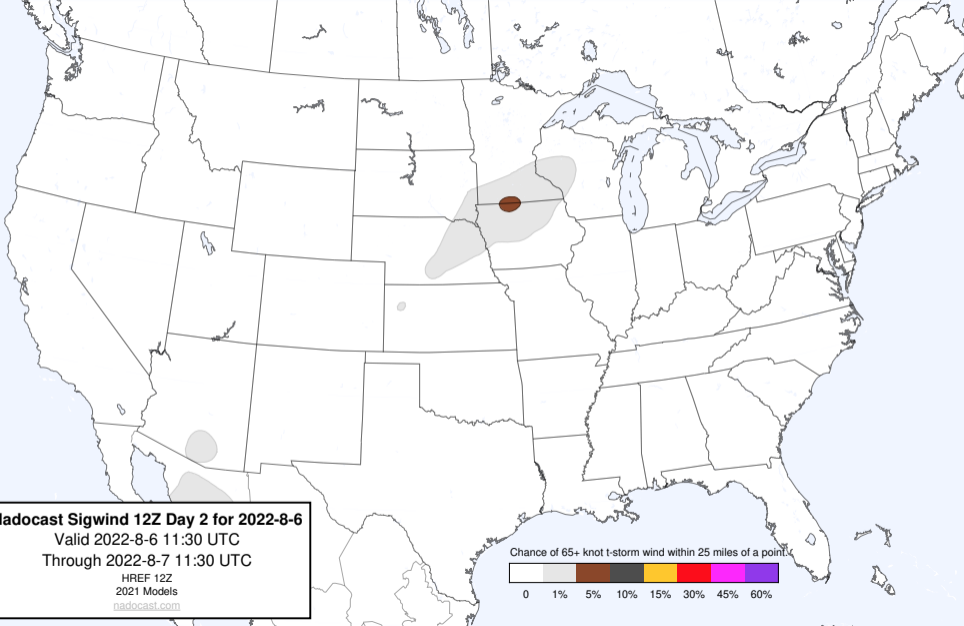 adocast Sigwind 12Z Day 2 for 2022-8-6
Valid 2022-8-6 11:30 UTC
Through 2022-8-7 11:30 UTC
HREF 12Z
2021 Models
nadocast.com
Chance of 65+ knot t-storm wind within 25 miles of a point.
0 1% 5% 10% 15% 30% 45% 60%